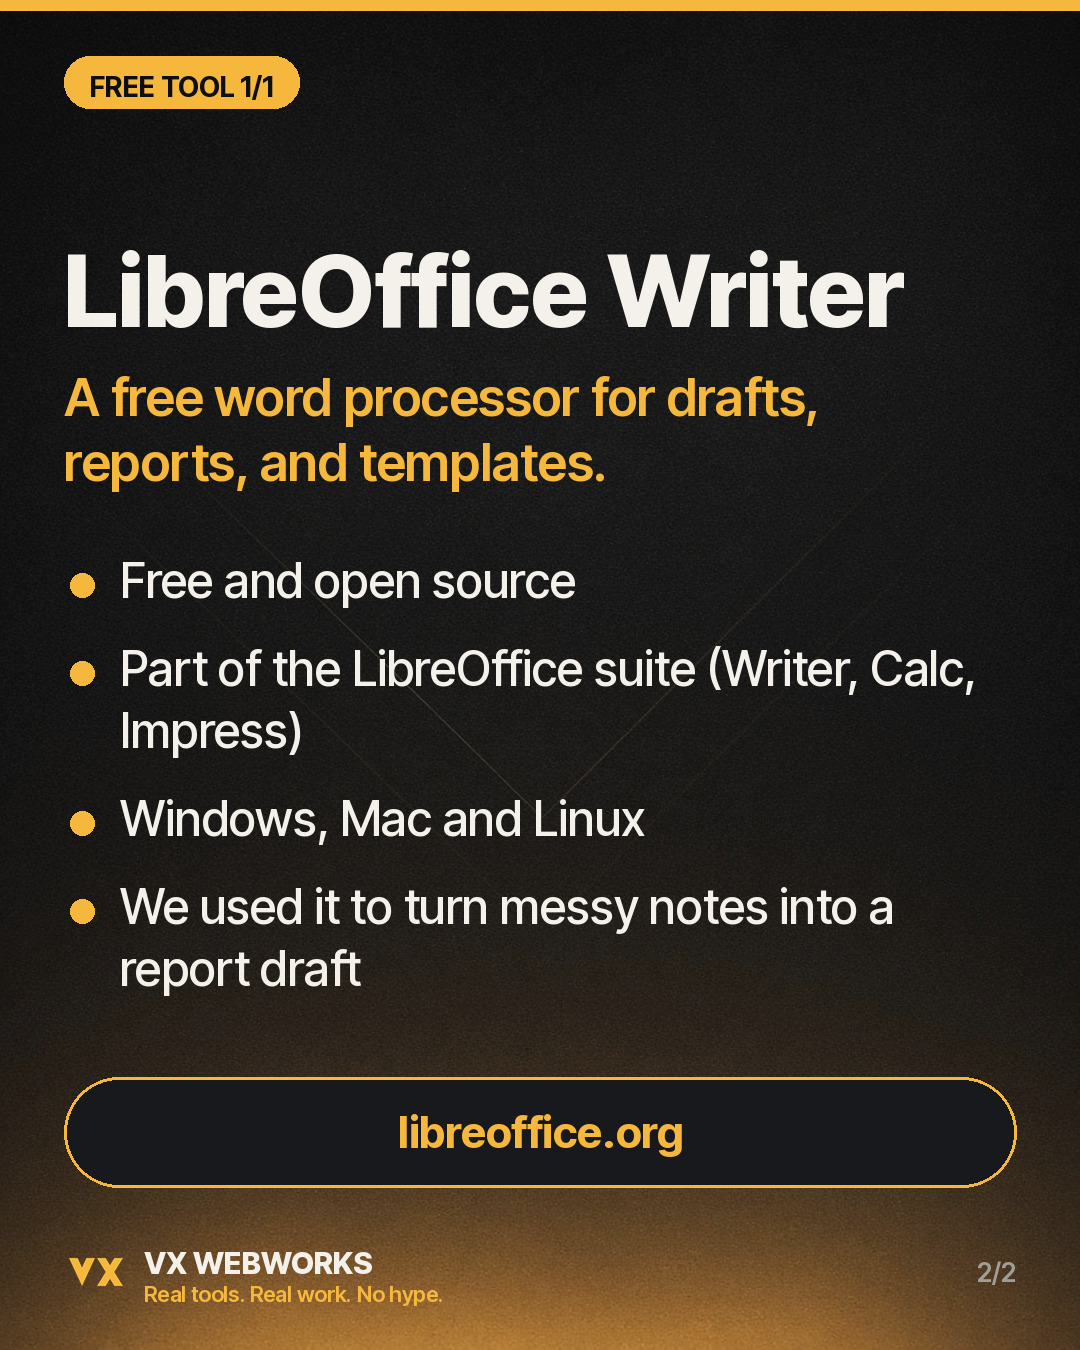 FREE TOOL 1/1
LibreOffice Writer
A free word processor for drafts,
reports, and templates.
Free and open source
Part of the LibreOffice suite (Writer, Calc,
Impress)
Windows, Mac and Linux
We used it to turn messy notes into a
report draft
libreoffice.org
VX VX WEBWORKS
Real tools. Real work. No hype.
2/2